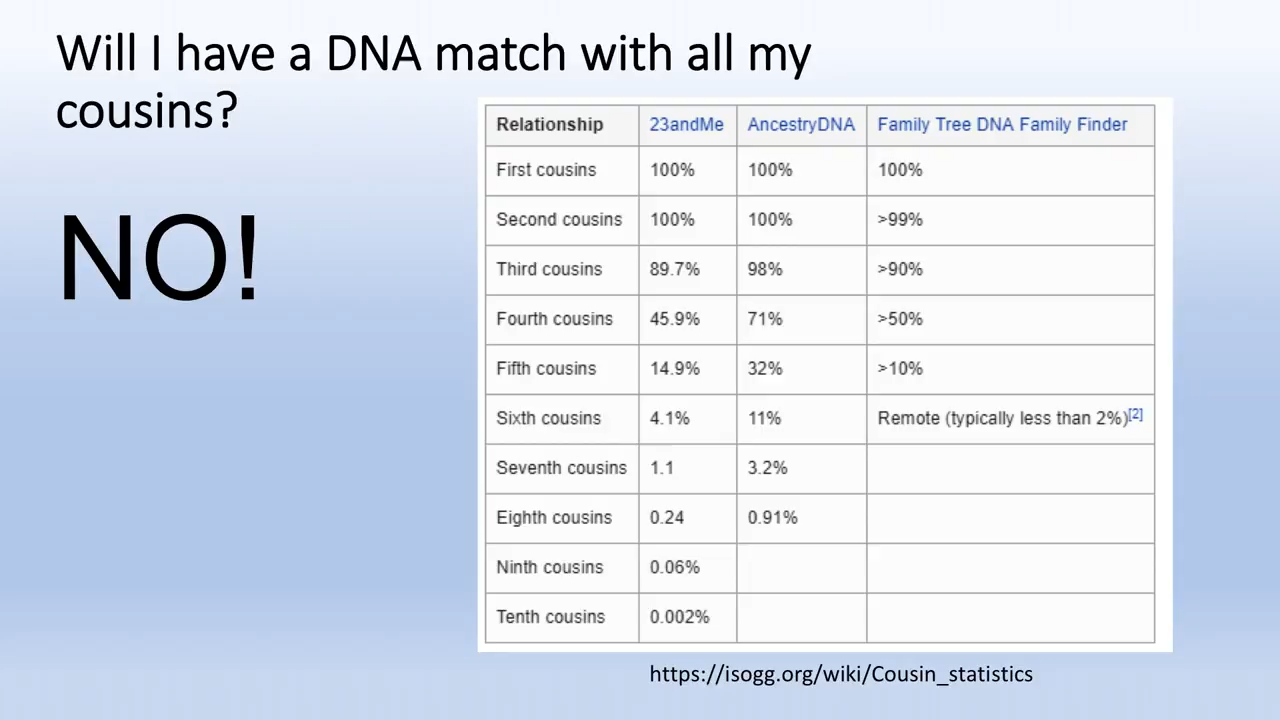 Will I have a DNA match with all my
cousins?
NO!
Relationship 23andMe AncestryDNA Family Tree DNA Family Finder
First cousins 100% 100% 100%
Second cousins 100% 100% >99%
Third cousins 89.7% 98% >90%
Fourth cousins 45.9% 71% >50%
Fifth cousins 14.9% 32% >10%
Sixth cousins 4.1% 11% Remote (typically less than 2%)[2]
Seventh cousins 1.1 3.2%
Eighth cousins 0.24 0.91%
Ninth cousins 0.06%
Tenth cousins 0.002%
https://isogg.org/wiki/Cousin_statistics